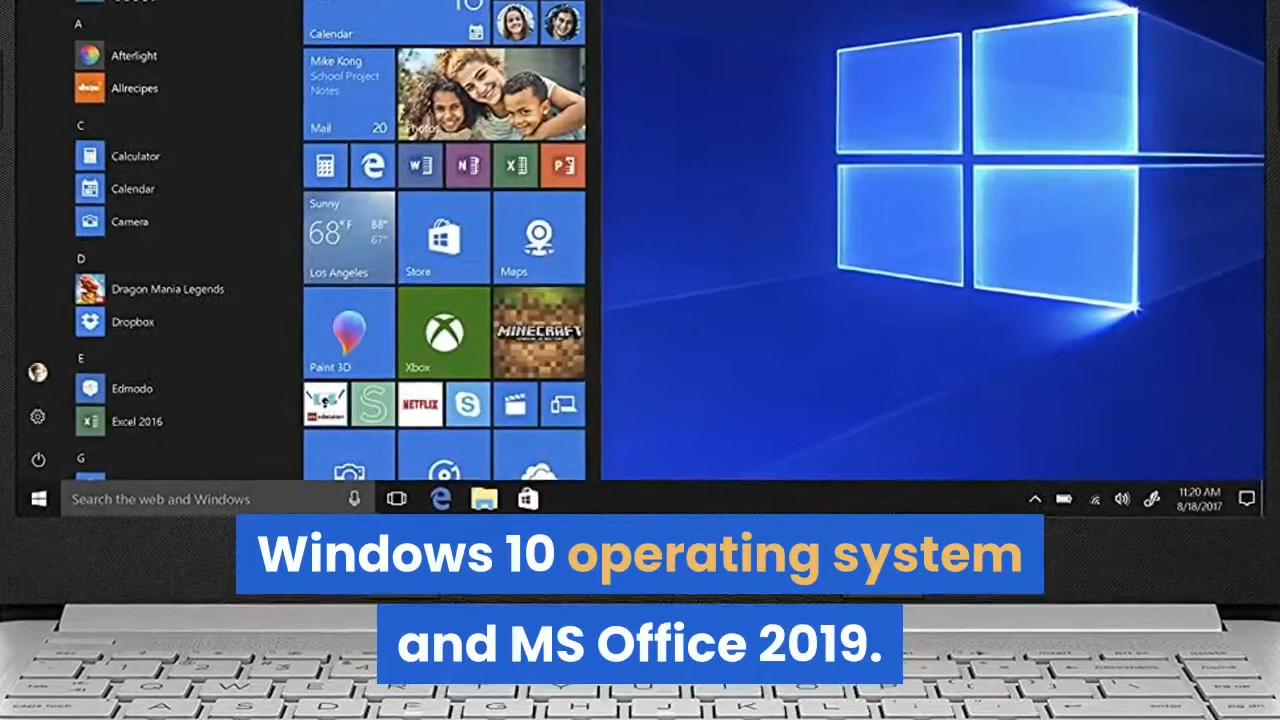 A
Afterlight
Allrecipes
C
Calculator
Calendar
Camera
D
Dragon Mania Legends
Dropbox
E
Edmodo
Excel 2016
G
Calendar
Mike Kong
School Project
Notes
Mail 20
Photos
Sunny
68°F 88°
67°
Los Angeles
Store
Maps
Paint 3D
Xbox
MINECRAFT
NETFLIX
Search the web and Windows
11:20 AM
8/18/2017
Windows 10 operating system
and MS Office 2019.